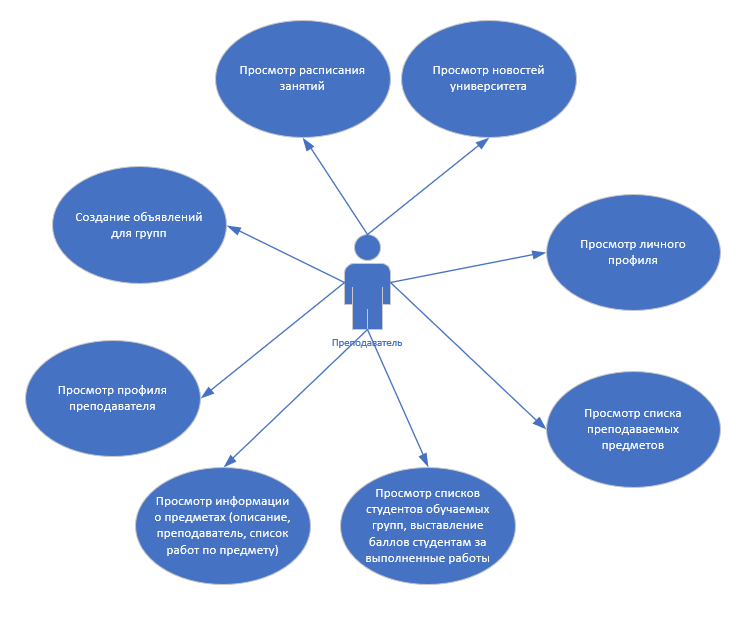 Просмотр расписания
занятий
Просмотр новостей
университета
Создание объявлений
для групп
Просмотр личного
профиля
Преподаватель
Просмотр профиля
преподавателя
Просмотр списка
преподаваемых
предметов
Просмотр информации
о предметах (описание,
преподаватель, список
работ по предмету)
Просмотр списков
студентов обучаемых
групп, выставление
баллов студентам за
выполненные работы